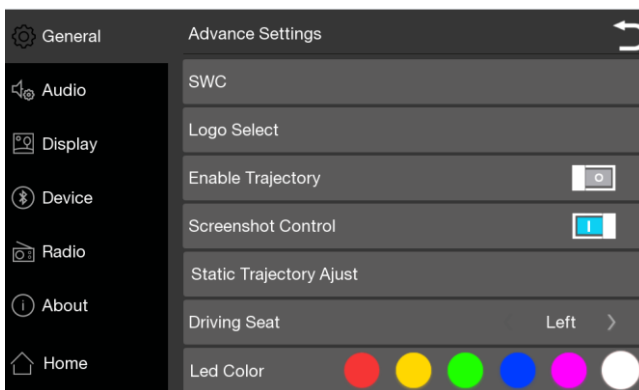 General
Audio
Display
Device
Radio
About
Home
Advance Settings
SWC
Logo Select
Enable Trajectory
Screenshot Control
Static Trajectory Ajust
Driving Seat Left
Led Color